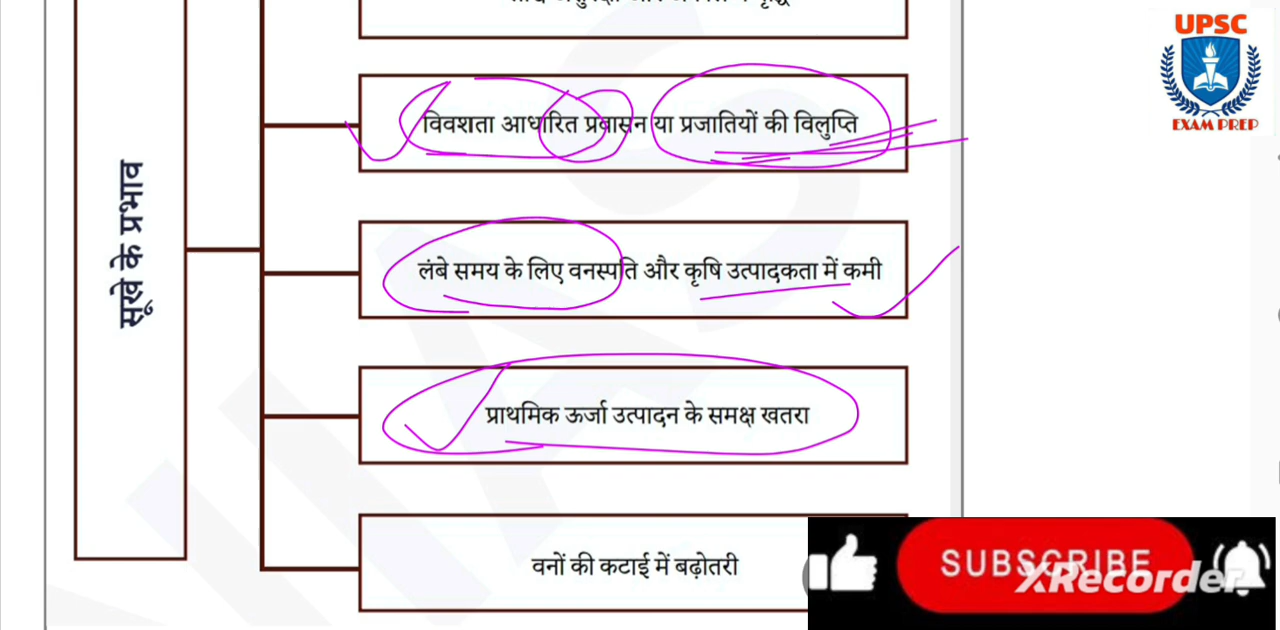 UPSC
EXAM PREP
सूखे के प्रभाव
विवशता आधारित प्रवासन या प्रजातियों की विलुप्ति
लंबे समय के लिए वनस्पति और कृषि उत्पादकता में कमी
प्राथमिक ऊर्जा उत्पादन के समक्ष खतरा
वनों की कटाई में बढ़ोतरी
SUBSCRIBE
XRecorder